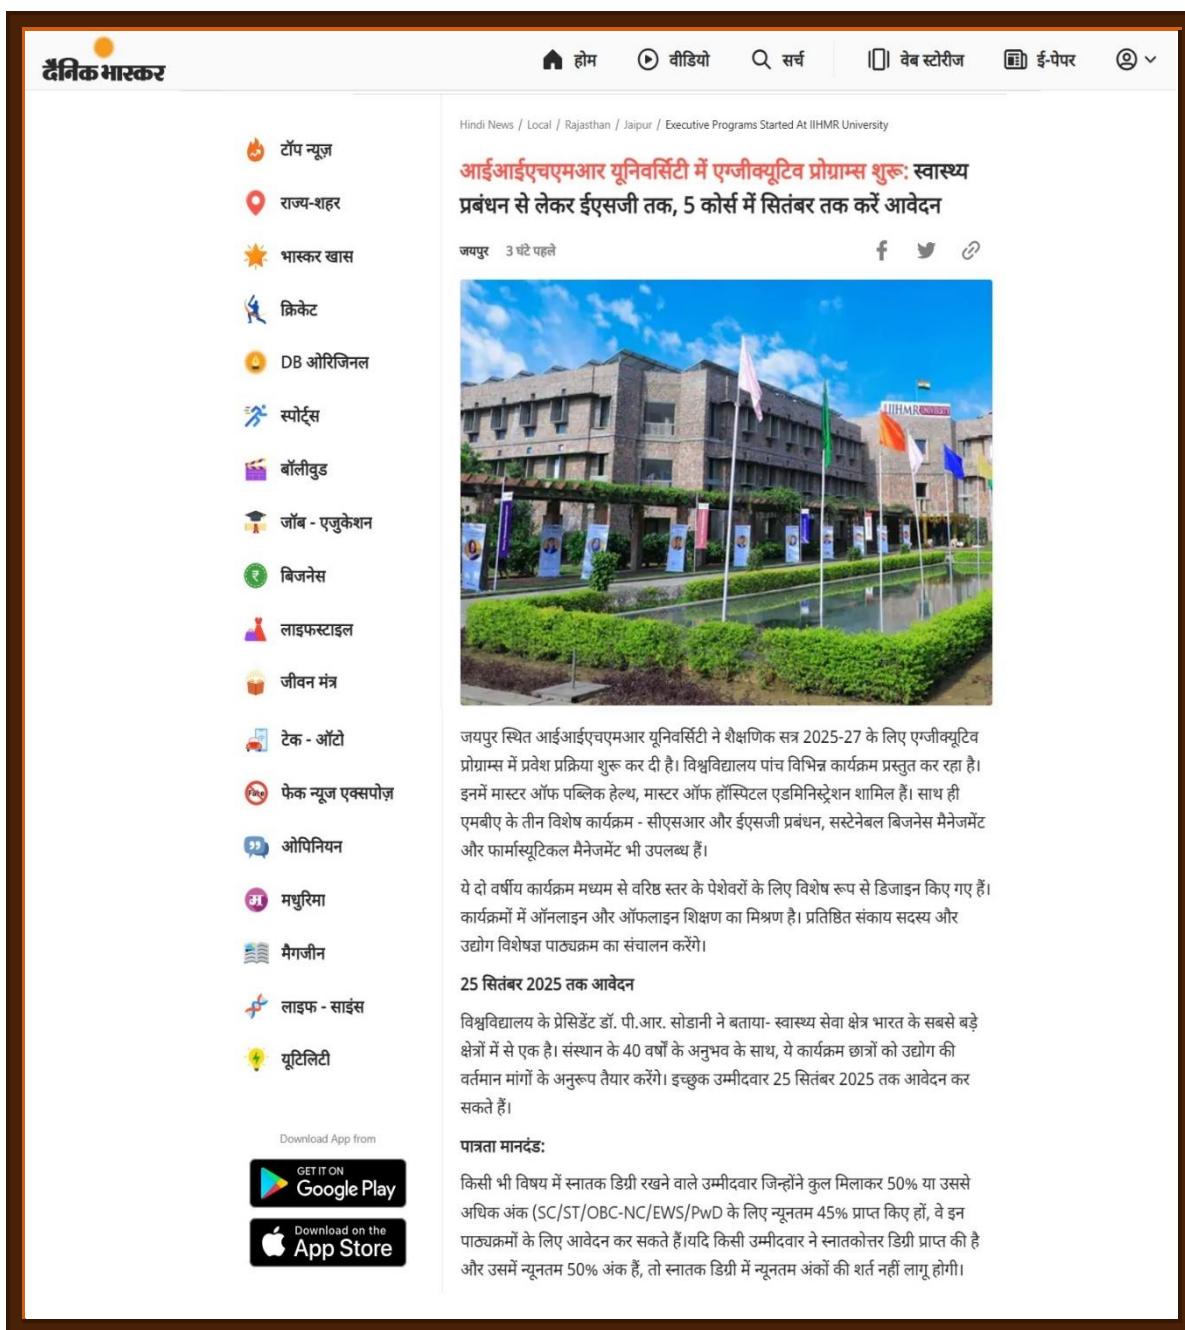 दैनिक भास्कर
होम
वीडियो
सर्च
वेब स्टोरीज
ई-पेपर
टॉप न्यूज़
राज्य-शहर
भास्कर खास
क्रिकेट
DB ओरिजिनल
स्पोर्ट्स
बॉलीवुड
जॉब - एजुकेशन
बिजनेस
लाइफस्टाइल
जीवन मंत्र
टेक - ऑटो
फेक न्यूज एक्सपोज़
ओपिनियन
मधुरिमा
मैगजीन
लाइफ - साइंस
यूटिलिटी
Download App from
GET IT ON
Google Play
Download on the
App Store
Hindi News / Local / Rajasthan / Jaipur / Executive Programs Started At IIHMR University
आईआईएचएमआर यूनिवर्सिटी में एग्जीक्यूटिव प्रोग्राम्स शुरू: स्वास्थ्य
प्रबंधन से लेकर ईएसजी तक, 5 कोर्स में सितंबर तक करें आवेदन
जयपुर 3 घंटे पहले
IIHMR UNIVERSITY
जयपुर स्थित आईआईएचएमआर यूनिवर्सिटी ने शैक्षणिक सत्र 2025-27 के लिए एग्जीक्यूटिव
प्रोग्राम्स में प्रवेश प्रक्रिया शुरू कर दी है। विश्वविद्यालय पांच विभिन्न कार्यक्रम प्रस्तुत कर रहा है।
इनमें मास्टर ऑफ पब्लिक हेल्थ, मास्टर ऑफ हॉस्पिटल एडमिनिस्ट्रेशन शामिल हैं। साथ ही
एमबीए के तीन विशेष कार्यक्रम - सीएसआर और ईएसजी प्रबंधन, सस्टेनेबल बिजनेस मैनेजमेंट
और फार्मास्यूटिकल मैनेजमेंट भी उपलब्ध हैं।
ये दो वर्षीय कार्यक्रम मध्यम से वरिष्ठ स्तर के पेशेवरों के लिए विशेष रूप से डिजाइन किए गए हैं।
कार्यक्रमों में ऑनलाइन और ऑफलाइन शिक्षण का मिश्रण है। प्रतिष्ठित संकाय सदस्य और
उद्योग विशेषज्ञ पाठ्यक्रम का संचालन करेंगे।
25 सितंबर 2025 तक आवेदन
विश्वविद्यालय के प्रेसिडेंट डॉ. पी.आर. सोडानी ने बताया- स्वास्थ्य सेवा क्षेत्र भारत के सबसे बड़े
क्षेत्रों में से एक है। संस्थान के 40 वर्षों के अनुभव के साथ, ये कार्यक्रम छात्रों को उद्योग की
वर्तमान मांगों के अनुरूप तैयार करेंगे। इच्छुक उम्मीदवार 25 सितंबर 2025 तक आवेदन कर
सकते हैं।
पात्रता मानदंड:
किसी भी विषय में स्नातक डिग्री रखने वाले उम्मीदवार जिन्होंने कुल मिलाकर 50% या उससे
अधिक अंक (SC/ST/OBC-NC/EWS/PwD के लिए न्यूनतम 45% प्राप्त किए हों, वे इन
पाठ्यक्रमों के लिए आवेदन कर सकते हैं।यदि किसी उम्मीदवार ने स्नातकोत्तर डिग्री प्राप्त की है
और उसमें न्यूनतम 50% अंक हैं, तो स्नातक डिग्री में न्यूनतम अंकों की शर्त नहीं लागू होगी।